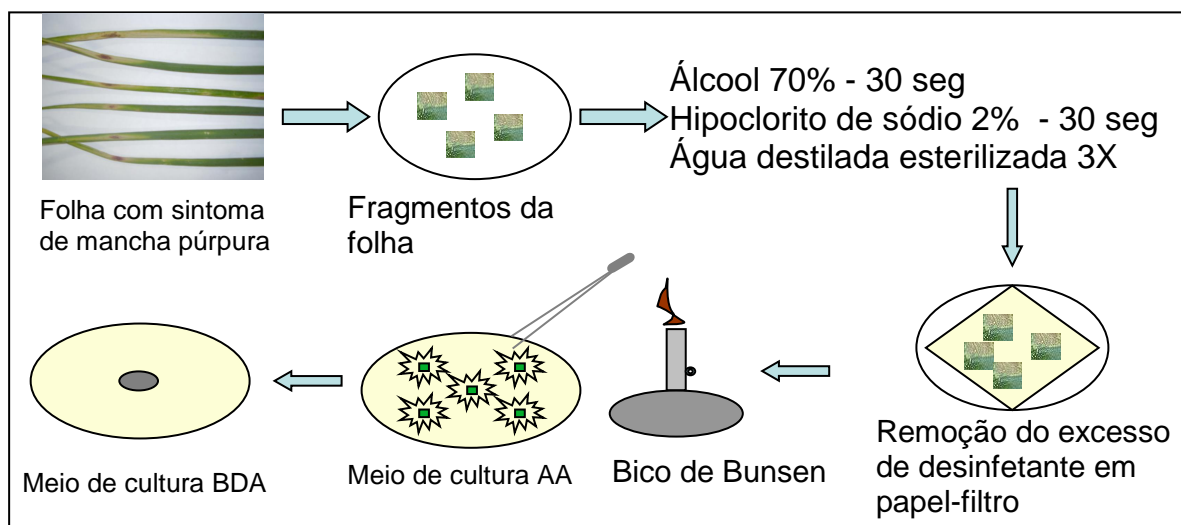 Álcool 70% - 30 seg
Hipoclorito de sódio 2%  - 30 seg
Água destilada esterilizada 3X
Folha com sintoma
de mancha púrpura
Fragmentos da
folha
Remoção do excesso
de desinfetante em
papel-filtro
Bico de Bunsen
Meio de cultura AA
Meio de cultura BDA